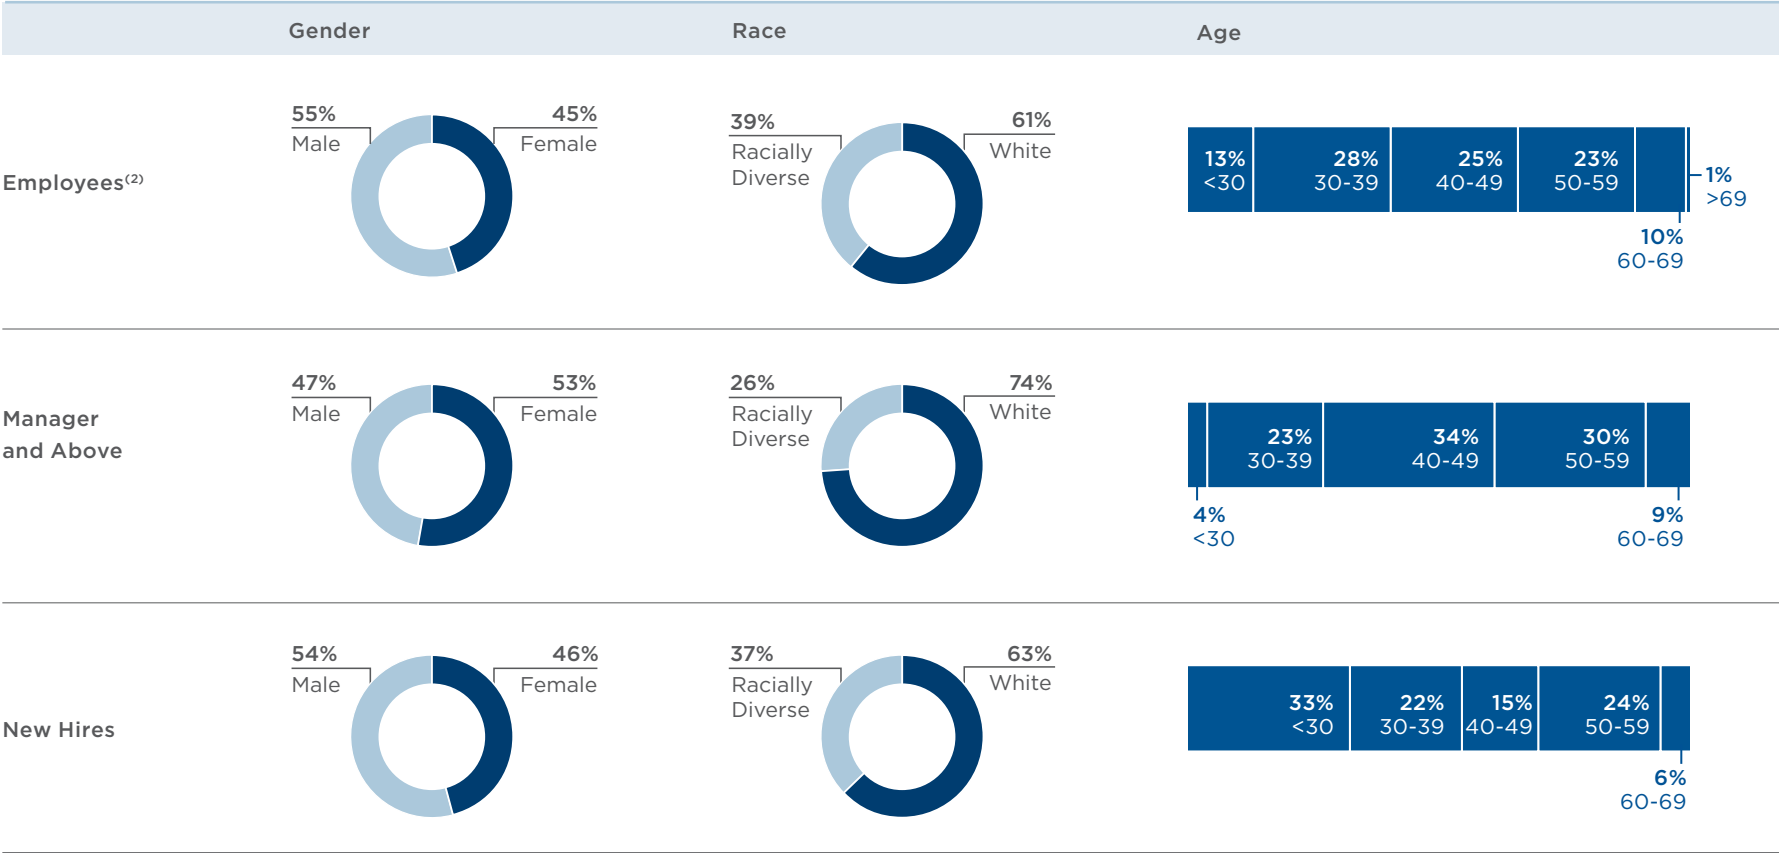 Gender Race Age
Employees(2)
55% 45%
Male Female
39% 61%
Racially White
Diverse
13% 28% 25% 23%
<30 30-39 40-49 50-59
1%
>69
10%
60-69
Manager
and Above
47% 53%
Male Female
26% 74%
Racially White
Diverse
23% 34% 30%
30-39 40-49 50-59
4% 9%
<30 60-69
New Hires
54% 46%
Male Female
37% 63%
Racially White
Diverse
33% 22% 15% 24%
<30 30-39 40-49 50-59
6%
60-69